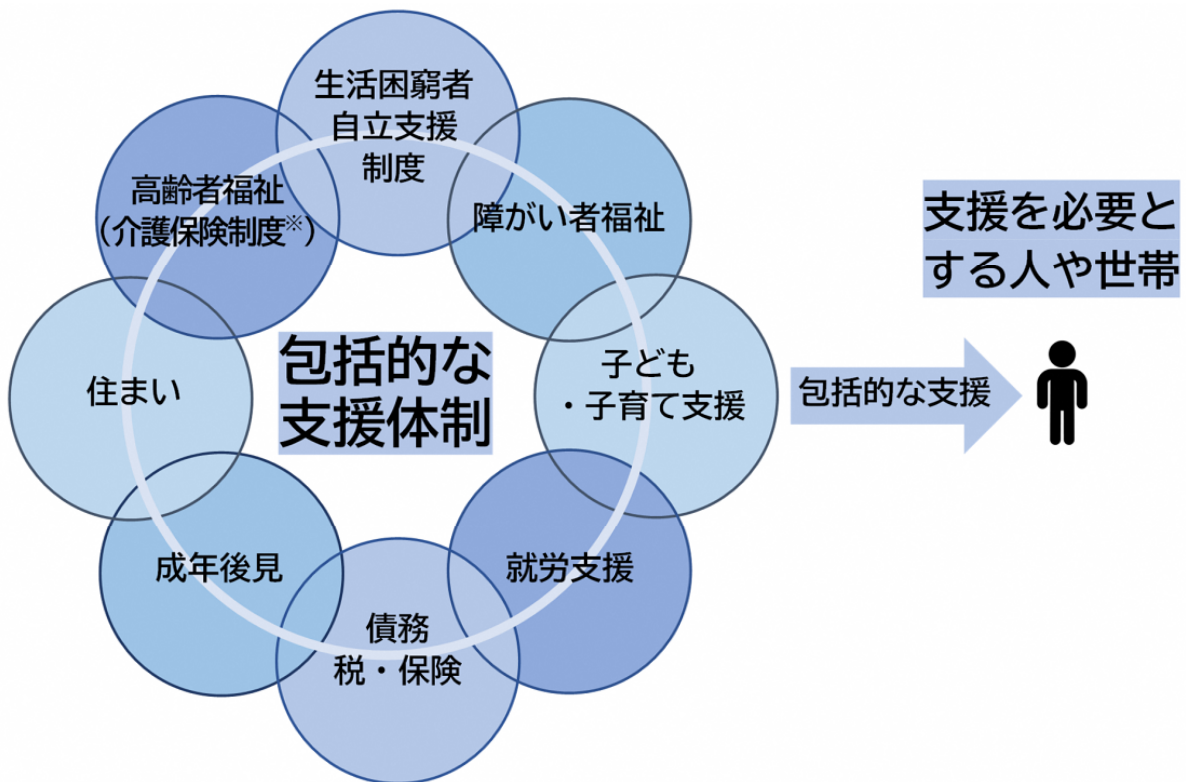 生活困窮者
自立支援
制度
高齢者福祉
（介護保険制度※）
障がい者福祉
住まい
包括的な
支援体制
子ども
・子育て支援
成年後見
就労支援
債務
税・保険
包括的な支援
支援を必要と
する人や世帯